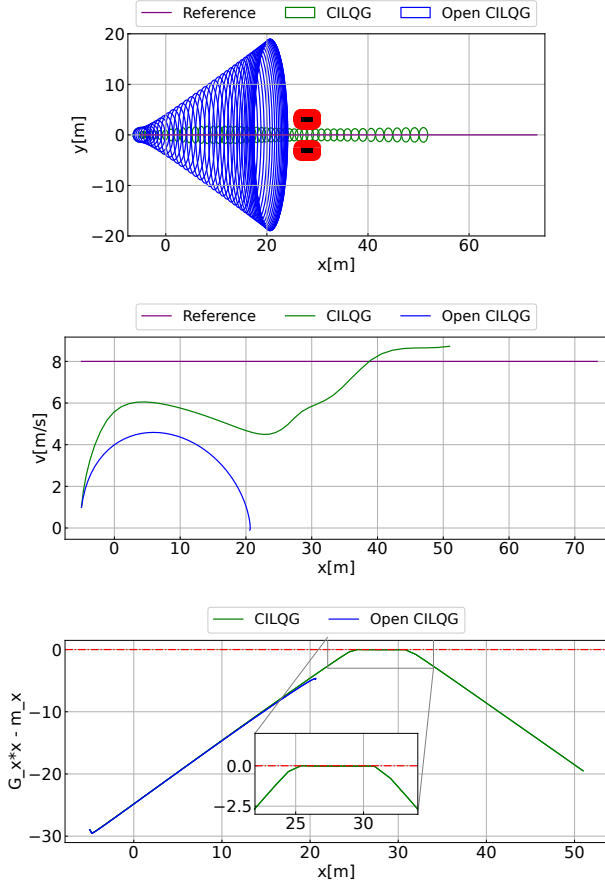 Reference CILQG Open CILQG
20
10
0
−10
−20
y[m]
0 20 40 60
x[m]
Reference CILQG Open CILQG
8
6
4
2
0
v[m/s]
0 10 20 30 40 50 60 70
x[m]
CILQG Open CILQG
0
−10
−20
−30
G_x*x - m_x
0.0
−2.5
25 30
0 10 20 30 40 50
x[m]